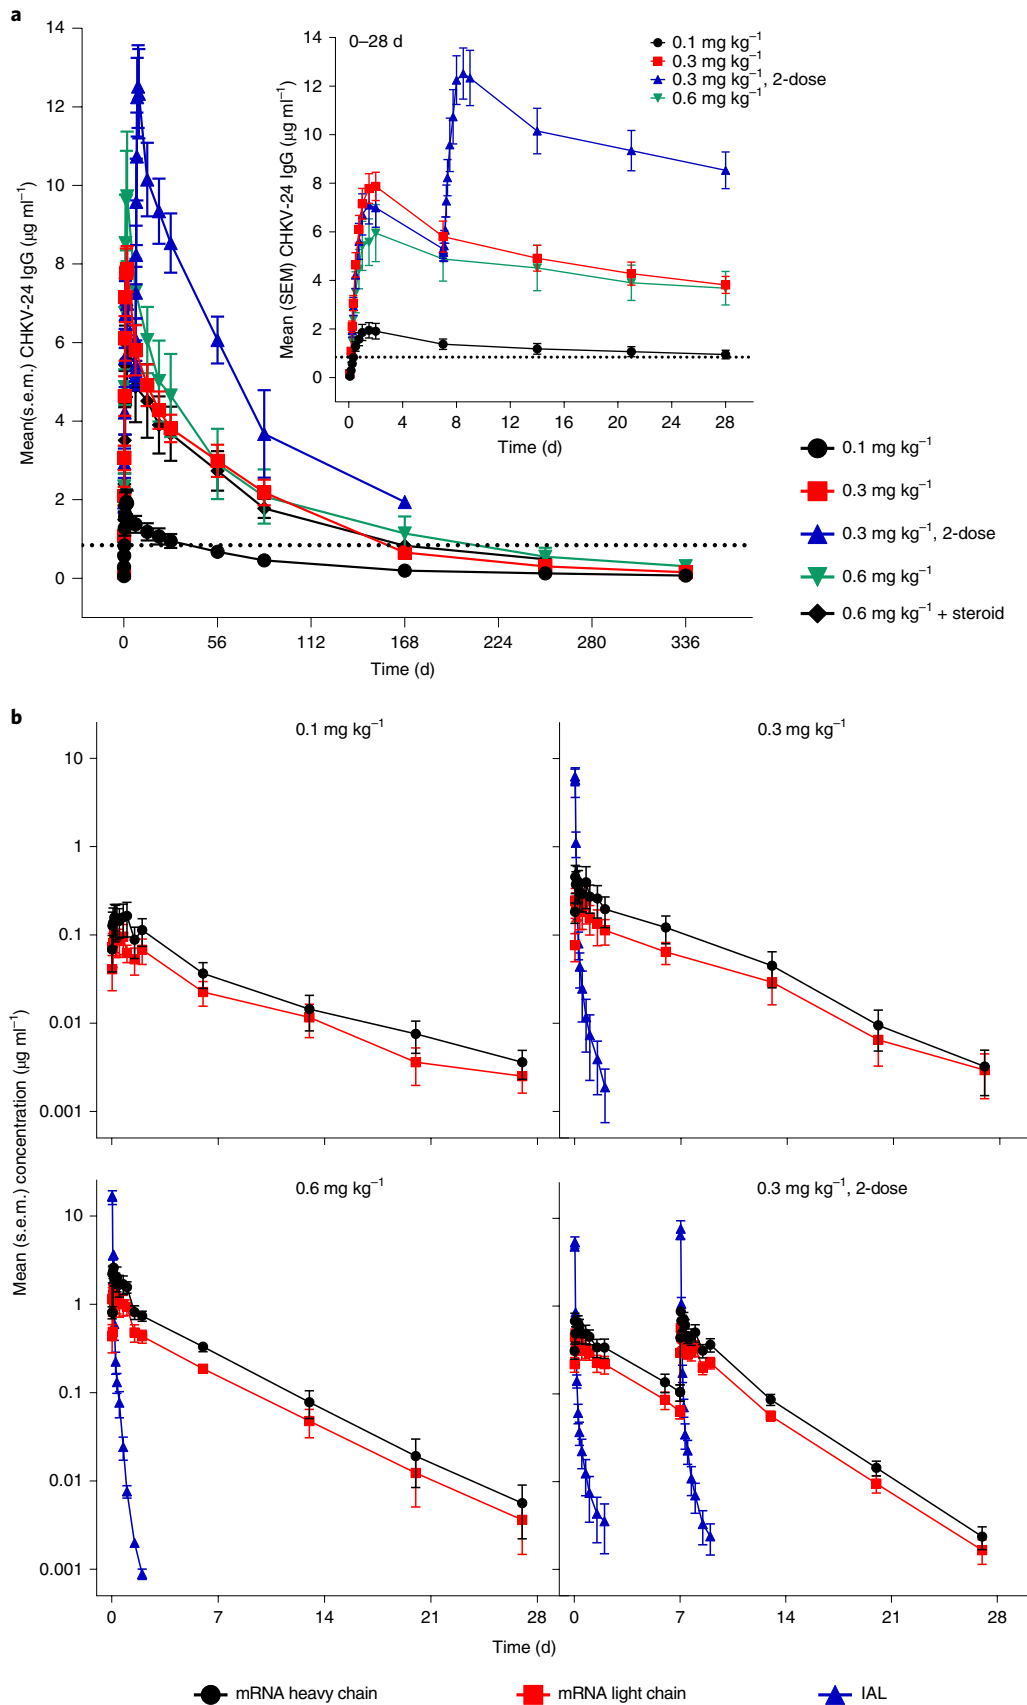 a
14
12
10
8
6
4
2
0
Mean(s.e.m.) CHKV-24 IgG (µg ml⁻¹)
0 56 112 168 224 280 336
Time (d)
0–28 d
14
12
10
8
6
4
2
0
Mean (SEM) CHKV-24 IgG (µg ml⁻¹)
0 4 8 12 16 20 24 28
Time (d)
0.1 mg kg⁻¹
0.3 mg kg⁻¹
0.3 mg kg⁻¹, 2-dose
0.6 mg kg⁻¹
0.1 mg kg⁻¹
0.3 mg kg⁻¹
0.3 mg kg⁻¹, 2-dose
0.6 mg kg⁻¹
0.6 mg kg⁻¹ + steroid
b
0.1 mg kg⁻¹
0.3 mg kg⁻¹
10
1
0.1
0.01
0.001
Mean (s.e.m.) concentration (µg ml⁻¹)
0.6 mg kg⁻¹
0.3 mg kg⁻¹, 2-dose
10
1
0.1
0.01
0.001
0 7 14 21 28
0 7 14 21 28
Time (d)
mRNA heavy chain
mRNA light chain
IAL